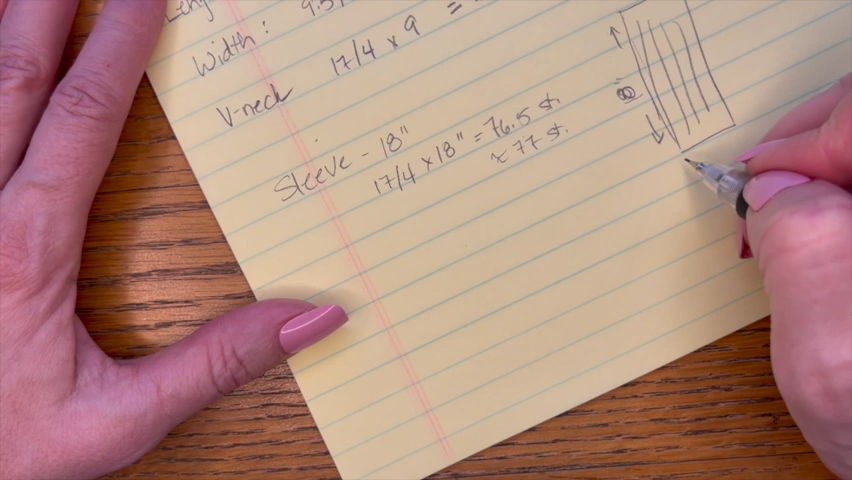 Width:
V-neck 17/4 x 9 =
Sleeve - 18"
17/4 x 18" = 76.5 st.
≈ 77 st.